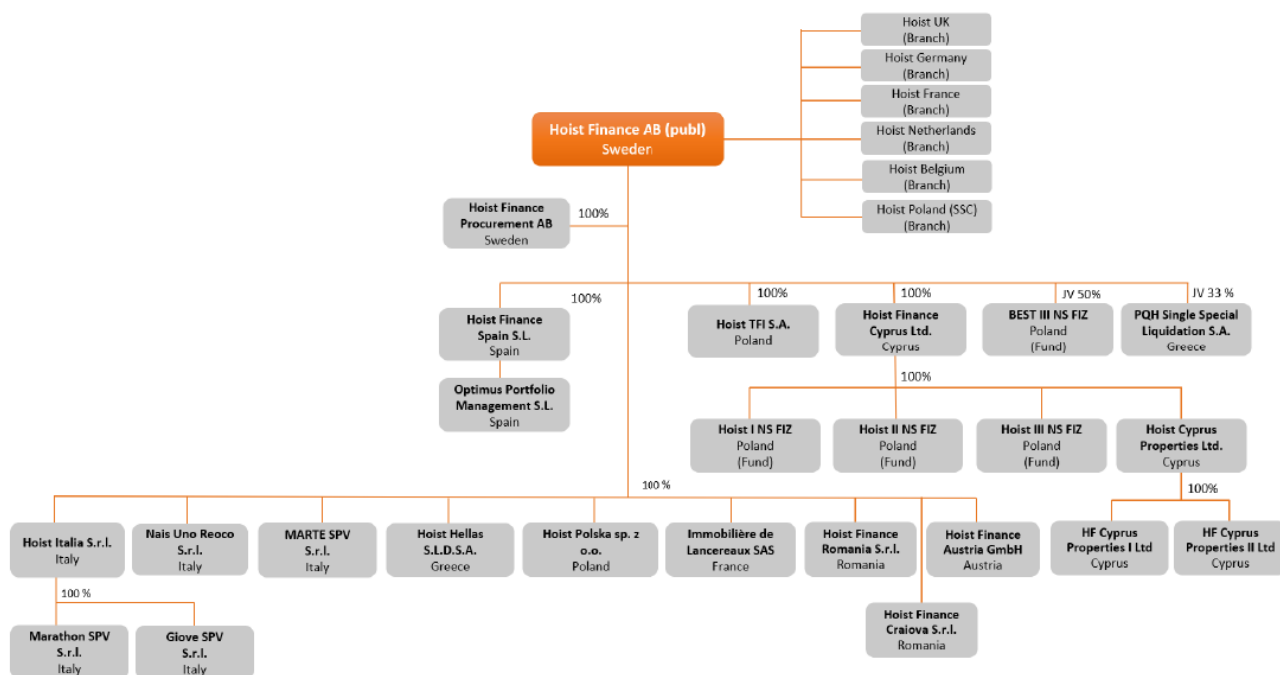 Hoist UK
(Branch)
Hoist Germany
(Branch)
Hoist France
(Branch)
Hoist Finance AB (publ)
Sweden
Hoist Netherlands
(Branch)
Hoist Belgium
(Branch)
Hoist Poland (SSC)
(Branch)
Hoist Finance
Procurement AB
Sweden
100%
100%
100%
100%
JV 50%
JV 33 %
Hoist Finance
Spain S.L.
Spain
Hoist TFI S.A.
Poland
Hoist Finance
Cyprus Ltd.
Cyprus
BEST III NS FIZ
Poland
(Fund)
PQH Single Special
Liquidation S.A.
Greece
Optimus Portfolio
Management S.L.
Spain
100%
Hoist I NS FIZ
Poland
(Fund)
Hoist II NS FIZ
Poland
(Fund)
Hoist III NS FIZ
Poland
(Fund)
Hoist Cyprus
Properties Ltd.
Cyprus
100 %
100%
Hoist Italia S.r.l.
Italy
Nais Uno Reoco
S.r.l.
Italy
MARTE SPV
S.r.l.
Italy
Hoist Hellas
S.L.D.S.A.
Greece
Hoist Polska sp. z
o.o.
Poland
Immobilière de
Lancereaux SAS
France
Hoist Finance
Romania S.r.l.
Romania
Hoist Finance
Austria GmbH
Austria
HF Cyprus
Properties I Ltd
Cyprus
HF Cyprus
Properties II Ltd
Cyprus
100 %
Marathon SPV
S.r.l.
Italy
Giove SPV
S.r.l.
Italy
Hoist Finance
Craiova S.r.l.
Romania